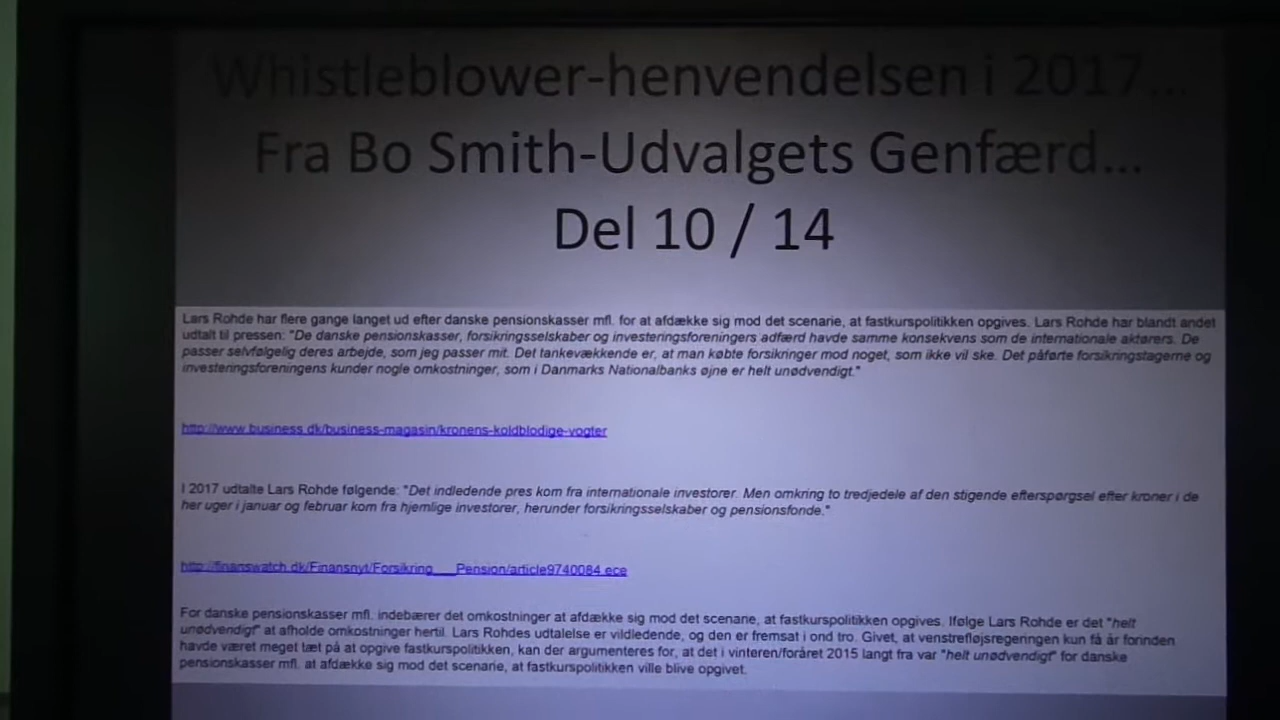 Whistleblower-henvendelsen i 2017...
Fra Bo Smith-Udvalgets Genfærd...
Del 10 / 14
Lars Rohde har flere gange langet ud efter danske pensionskasser mfl. for at afdække sig mod det scenarie, at fastkurspolitikken opgives. Lars Rohde har blandt andet
udtalt til pressen: "De danske pensionskasser, forsikringsselskaber og investeringsforeningers adfærd havde samme konsekvens som de internationale aktørers. De
passer selvfølgelig deres arbejde, som jeg passer mit. Det tankevækkende er, at man købte forsikringer mod noget, som ikke vil ske. Det påførte forsikringstagerne og
investeringsforeningens kunder nogle omkostninger, som i Danmarks Nationalbanks øjne er helt unødvendigt."
http://www.business.dk/business-magasin/kronens-koldblodige-vogter
I 2017 udtalte Lars Rohde følgende: "Det indledende pres kom fra internationale investorer. Men omkring to tredjedele af den stigende efterspørgsel efter kroner i de
her uger i januar og februar kom fra hjemlige investorer, herunder forsikringsselskaber og pensionsfonde."
http://finanswatch.dk/Finansnyt/Forsikring___Pension/article9740084.ece
For danske pensionskasser mfl. indebærer det omkostninger at afdække sig mod det scenarie, at fastkurspolitikken opgives. Ifølge Lars Rohde er det "helt
unødvendigt" at afholde omkostninger hertil. Lars Rohdes udtalelse er vildledende, og den er fremsat i ond tro. Givet, at venstrefløjsregeringen kun få år forinden
havde været meget tæt på at opgive fastkurspolitikken, kan der argumenteres for, at det i vinteren/foråret 2015 langt fra var "helt unødvendigt" for danske
pensionskasser mfl. at afdække sig mod det scenarie, at fastkurspolitikken ville blive opgivet.